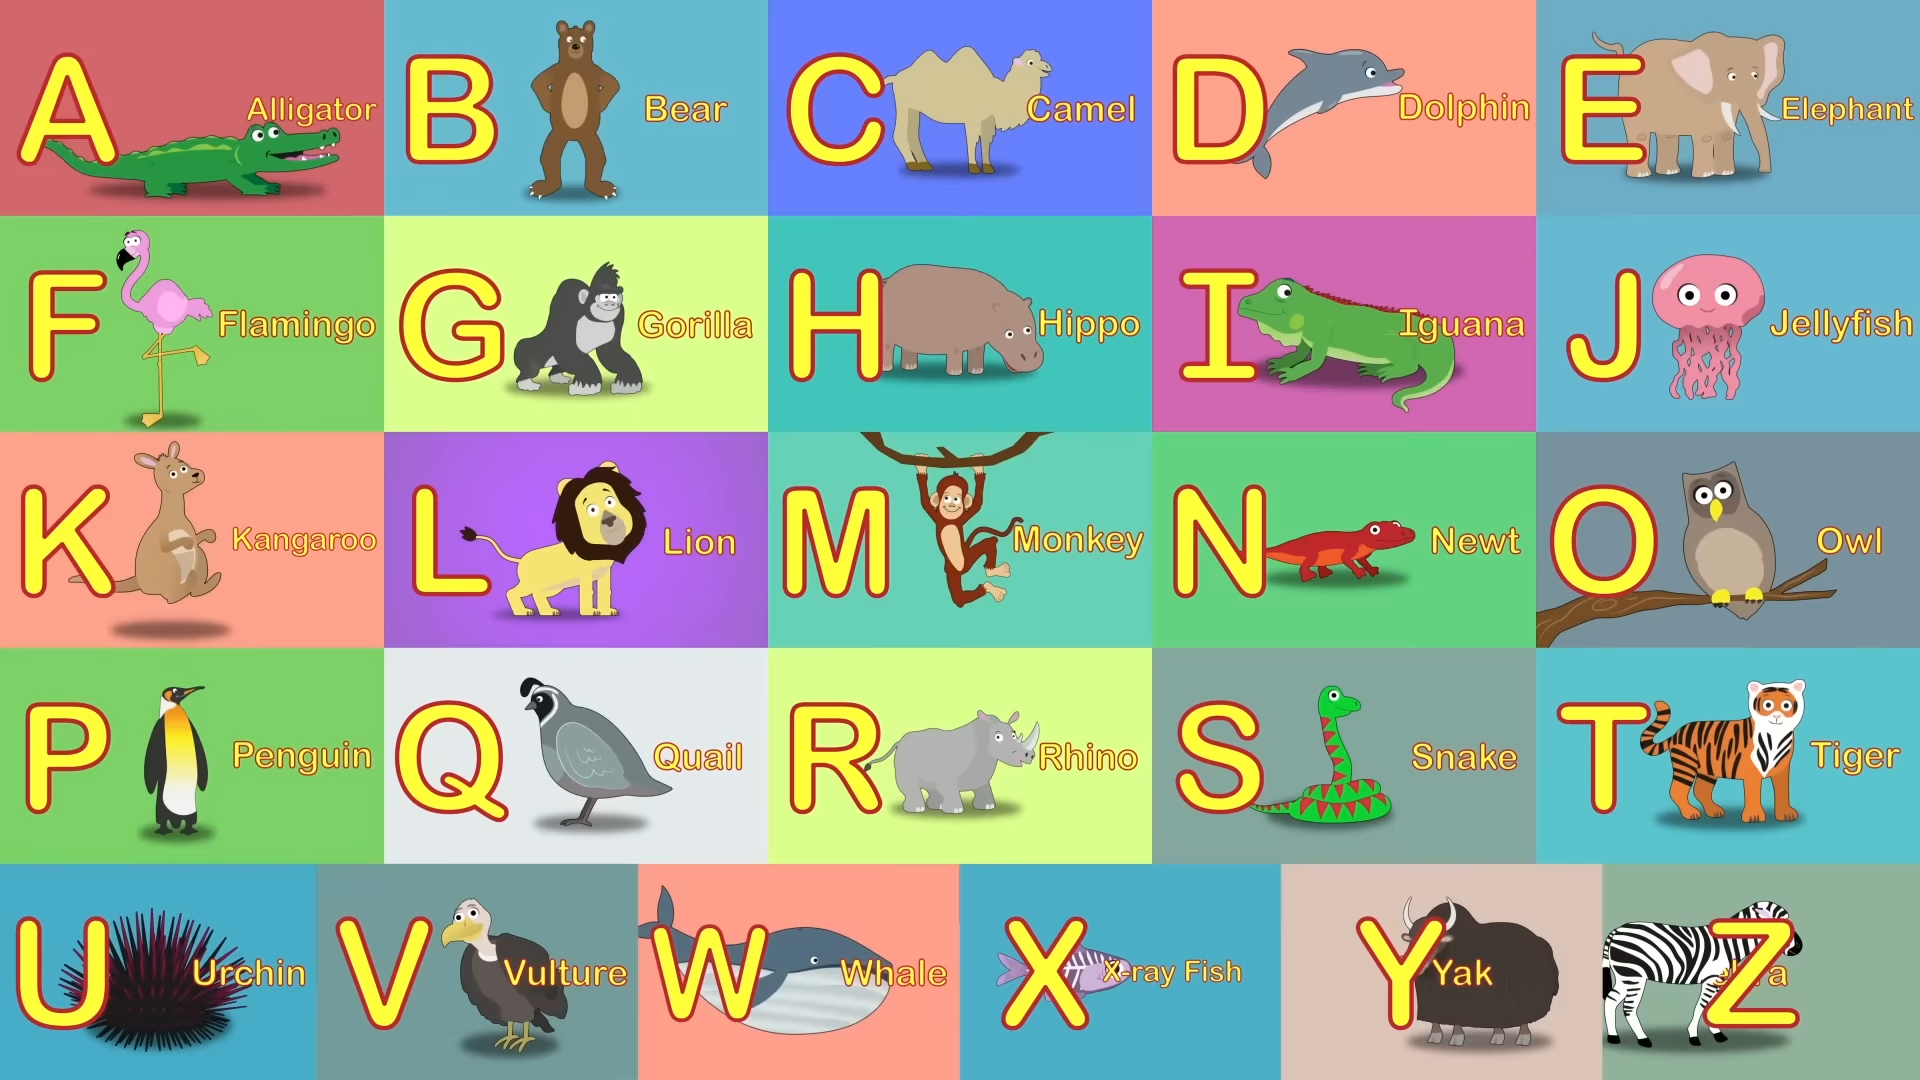 A Alligator
B Bear
C Camel
D Dolphin
E Elephant
F Flamingo
G Gorilla
H Hippo
I Iguana
J Jellyfish
K Kangaroo
L Lion
M Monkey
N Newt
O Owl
P Penguin
Q Quail
R Rhino
S Snake
T Tiger
U Urchin
V Vulture
W Whale
X X-ray Fish
Y Yak
Z